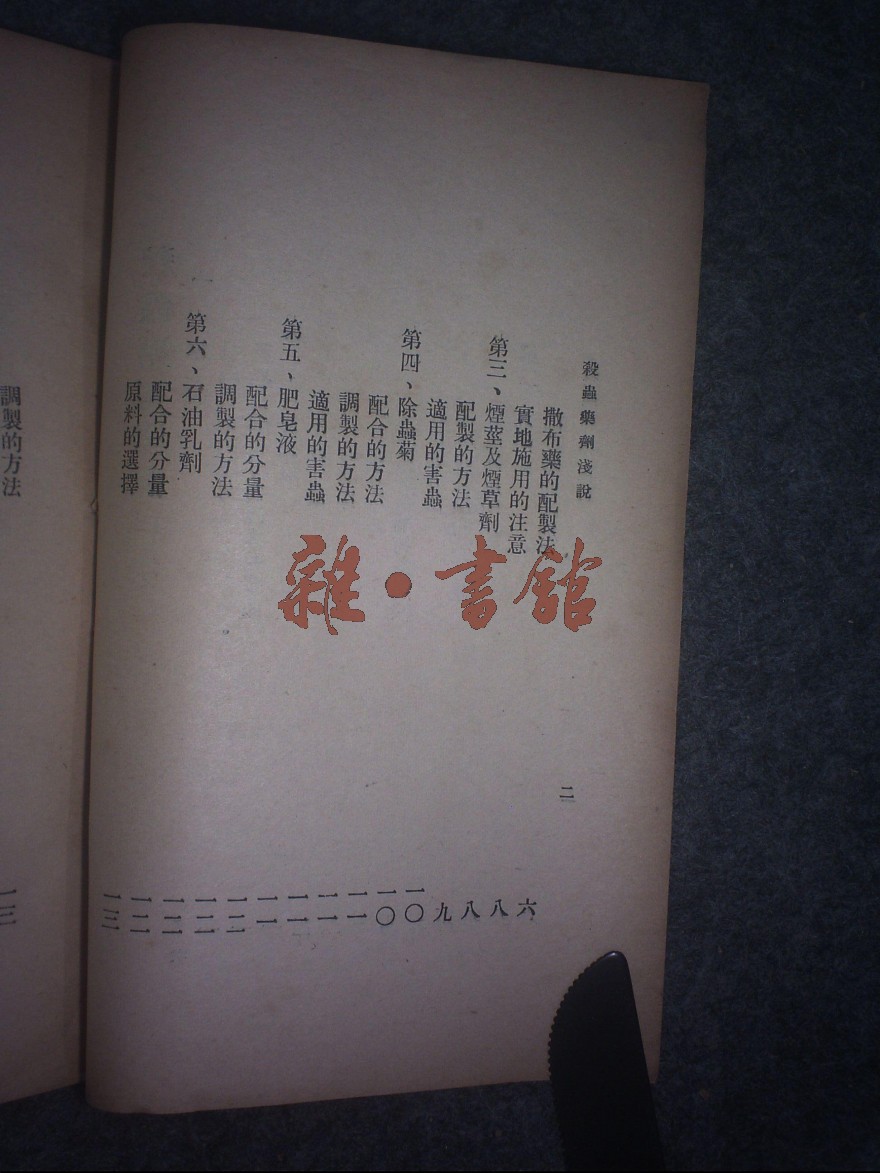 殺蟲藥劑淺說 二
撒布藥的配製法 六
實地施用的注意 八
第三、煙莖及煙草劑 八
配製的方法 九
適用的害蟲 一〇
第四、除蟲菊 一〇
配合的方法 一一
調製的方法 一一
適用的害蟲 一一
第五、肥皂液 一一
配合的分量 一二
調製的方法 一二
第六、石油乳劑 一二
配合的分量 一二
原料的選擇 一三
調製的方法 一三
雜·書館